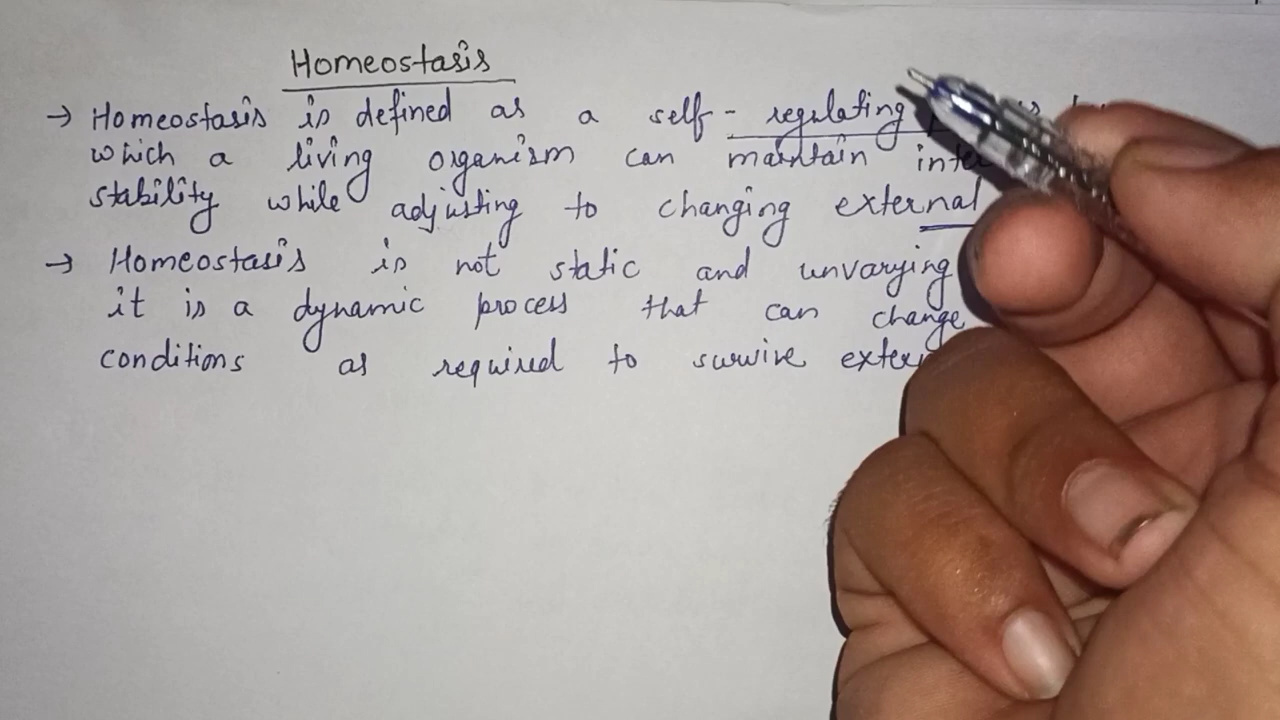 Homeostasis
→ Homeostasis is defined as a self-regulating
which a living organism can maintain inter
stability while adjusting to changing external
→ Homeostasis is not static and unvarying
it is a dynamic process that can change
conditions as required to survive exter